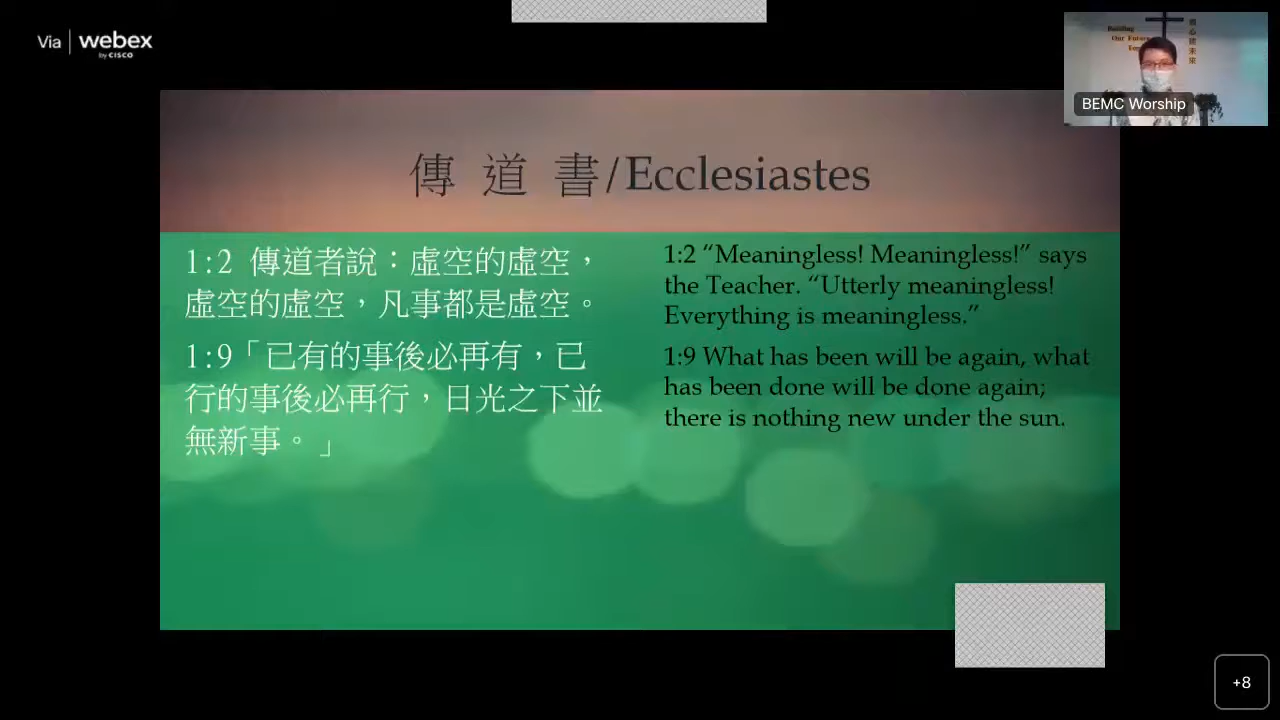 Via webex
by CISCO
BEMC Worship
傳 道 書/Ecclesiastes
1:2 傳道者說：虛空的虛空，
虛空的虛空，凡事都是虛空。
1:9「已有的事後必再有，已
行的事後必再行，日光之下並
無新事。」
1:2 “Meaningless! Meaningless!” says
the Teacher. “Utterly meaningless!
Everything is meaningless.”
1:9 What has been will be again, what
has been done will be done again;
there is nothing new under the sun.
+8